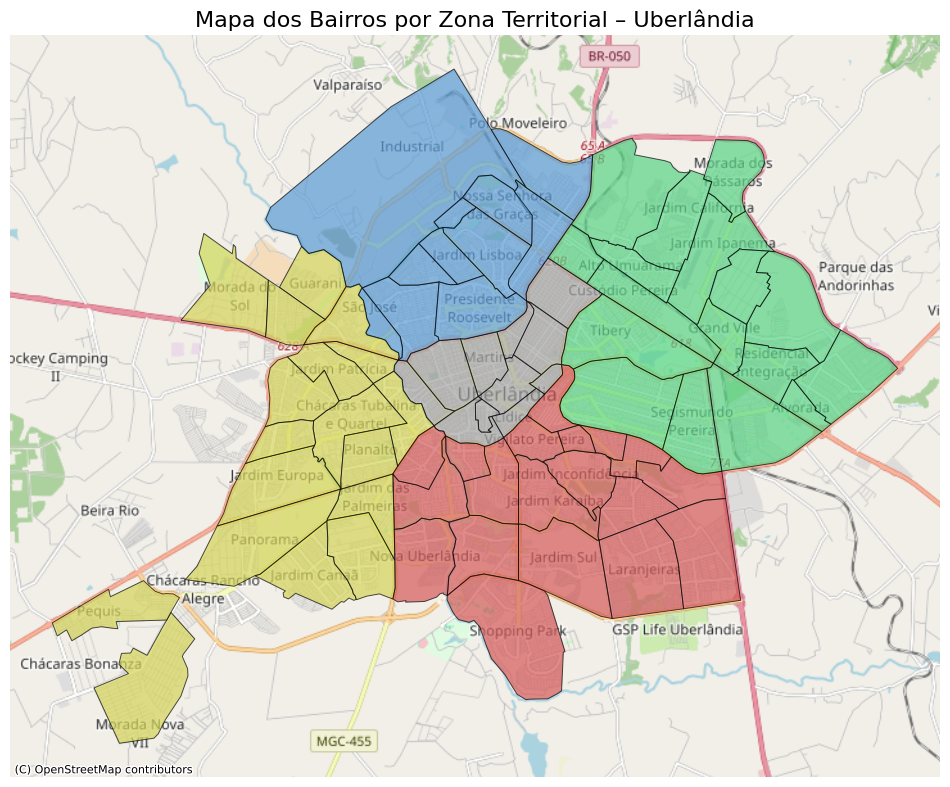 Mapa dos Bairros por Zona Territorial – Uberlândia
BR-050
Valparaíso
Polo Moveleiro
Industrial
Morada dos
Pássaros
Nossa Senhora
das Graças
Jardim California
Jardim Ipanema
Jardim Lisboa
Alto Umuarama
Parque das
Andorinhas
Morada do
Sol
Guarani
Custódio Pereira
São José
Presidente
Roosevelt
Vi
Tibery
Grand Ville
628
618
Martins
ockey Camping
II
Residencial
Integração
Jardim Patrícia
Uberlândia
Chácaras Tubalina
e Quartel
Segismundo
Pereira
Alvorada
Vigilato Pereira
Planalto
Jardim Europa
Jardim Inconfidência
Jardim das
Palmeiras
Jardim Karaíba
Beira Rio
Panorama
Nova Uberlândia
Jardim Sul
Laranjeiras
Jardim Canaã
Chácaras Rancho
Alegre
Pequis
Shopping Park
GSP Life Uberlândia
Chácaras Bonanza
Morada Nova
VII
MGC-455
(C) OpenStreetMap contributors